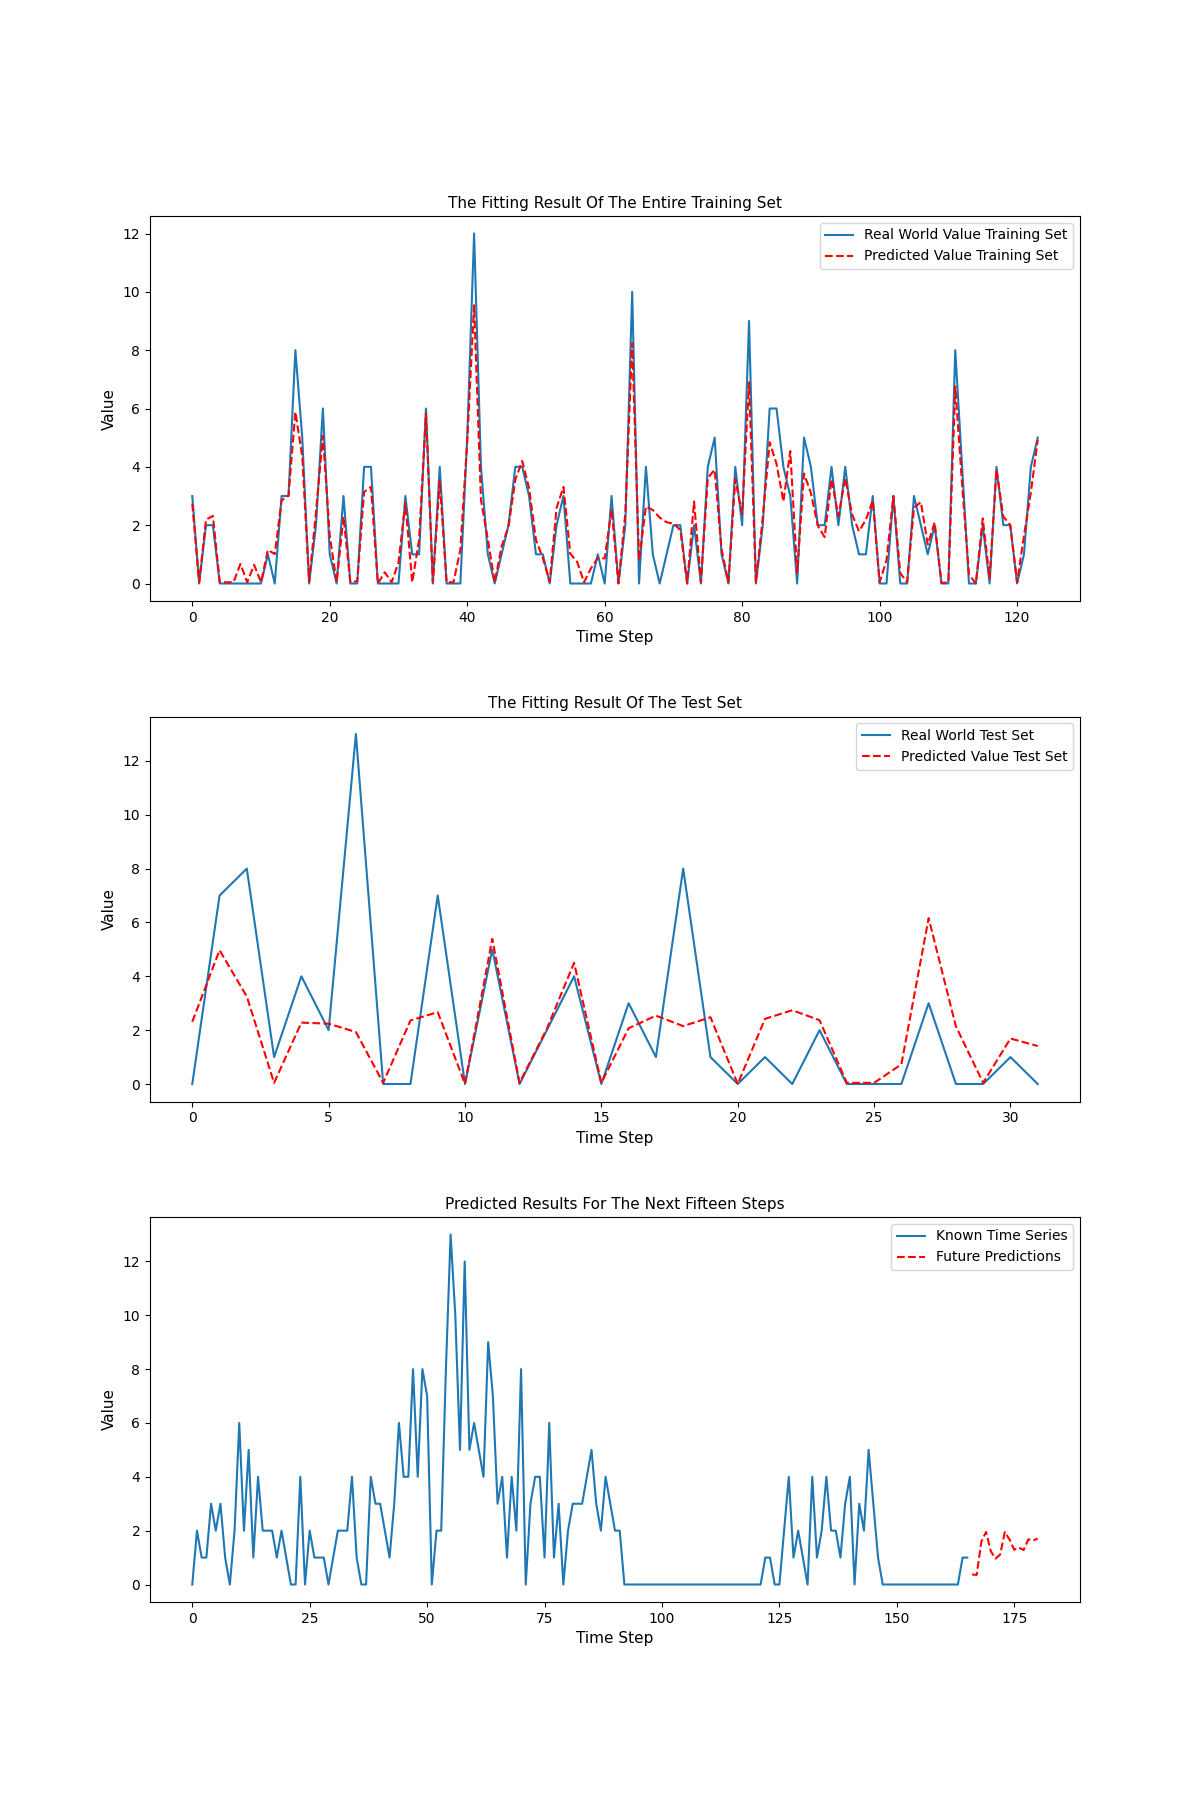 The Fitting Result Of The Entire Training Set
12
10
8
6
4
2
0
Value
Real World Value Training Set
Predicted Value Training Set
0 20 40 60 80 100 120
Time Step
The Fitting Result Of The Test Set
12
10
8
6
4
2
0
Value
Real World Test Set
Predicted Value Test Set
0 5 10 15 20 25 30
Time Step
Predicted Results For The Next Fifteen Steps
12
10
8
6
4
2
0
Value
Known Time Series
Future Predictions
0 25 50 75 100 125 150 175
Time Step